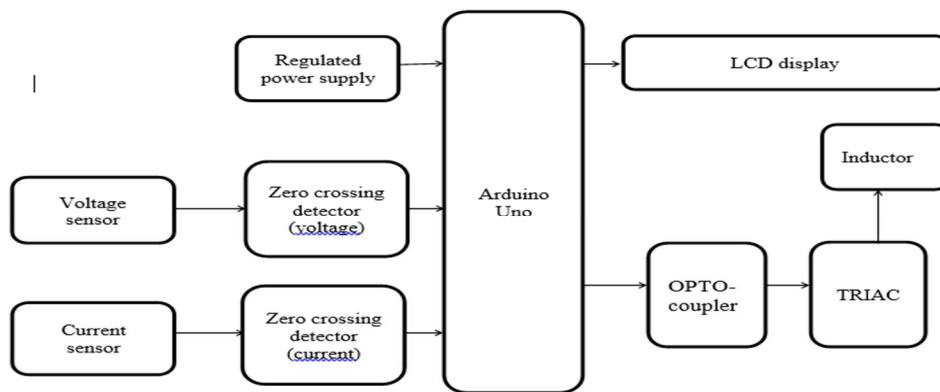 Regulated
power supply
LCD display
Inductor
Voltage
sensor
Zero crossing
detector
(voltage)
Arduino
Uno
OPTO-
coupler
TRIAC
Current
sensor
Zero crossing
detector
(current)